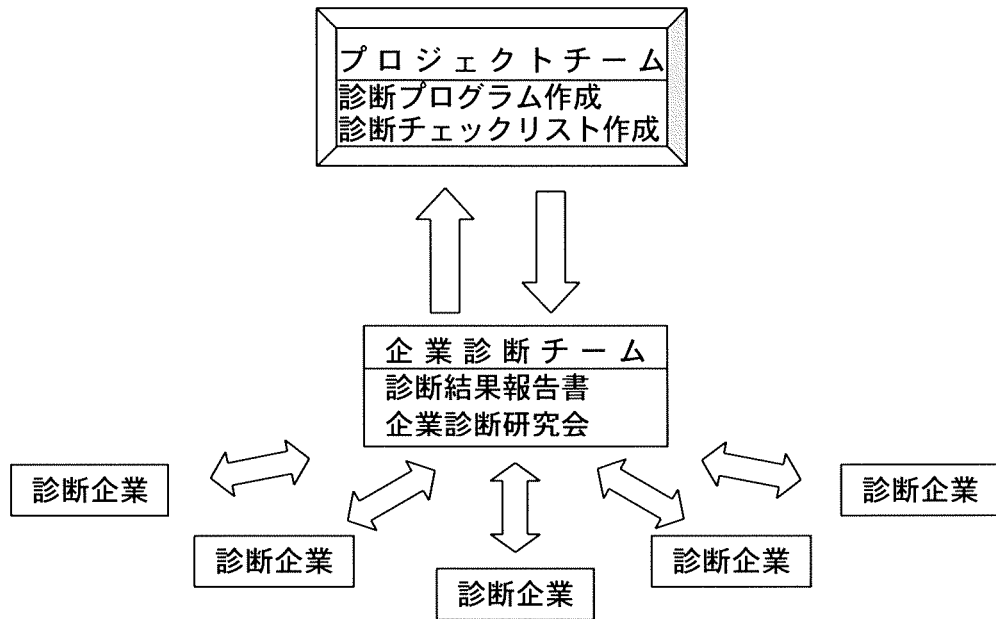 プロジェクトチーム
診断プログラム作成
診断チェックリスト作成
企業診断チーム
診断結果報告書
企業診断研究会
診断企業
診断企業
診断企業
診断企業
診断企業